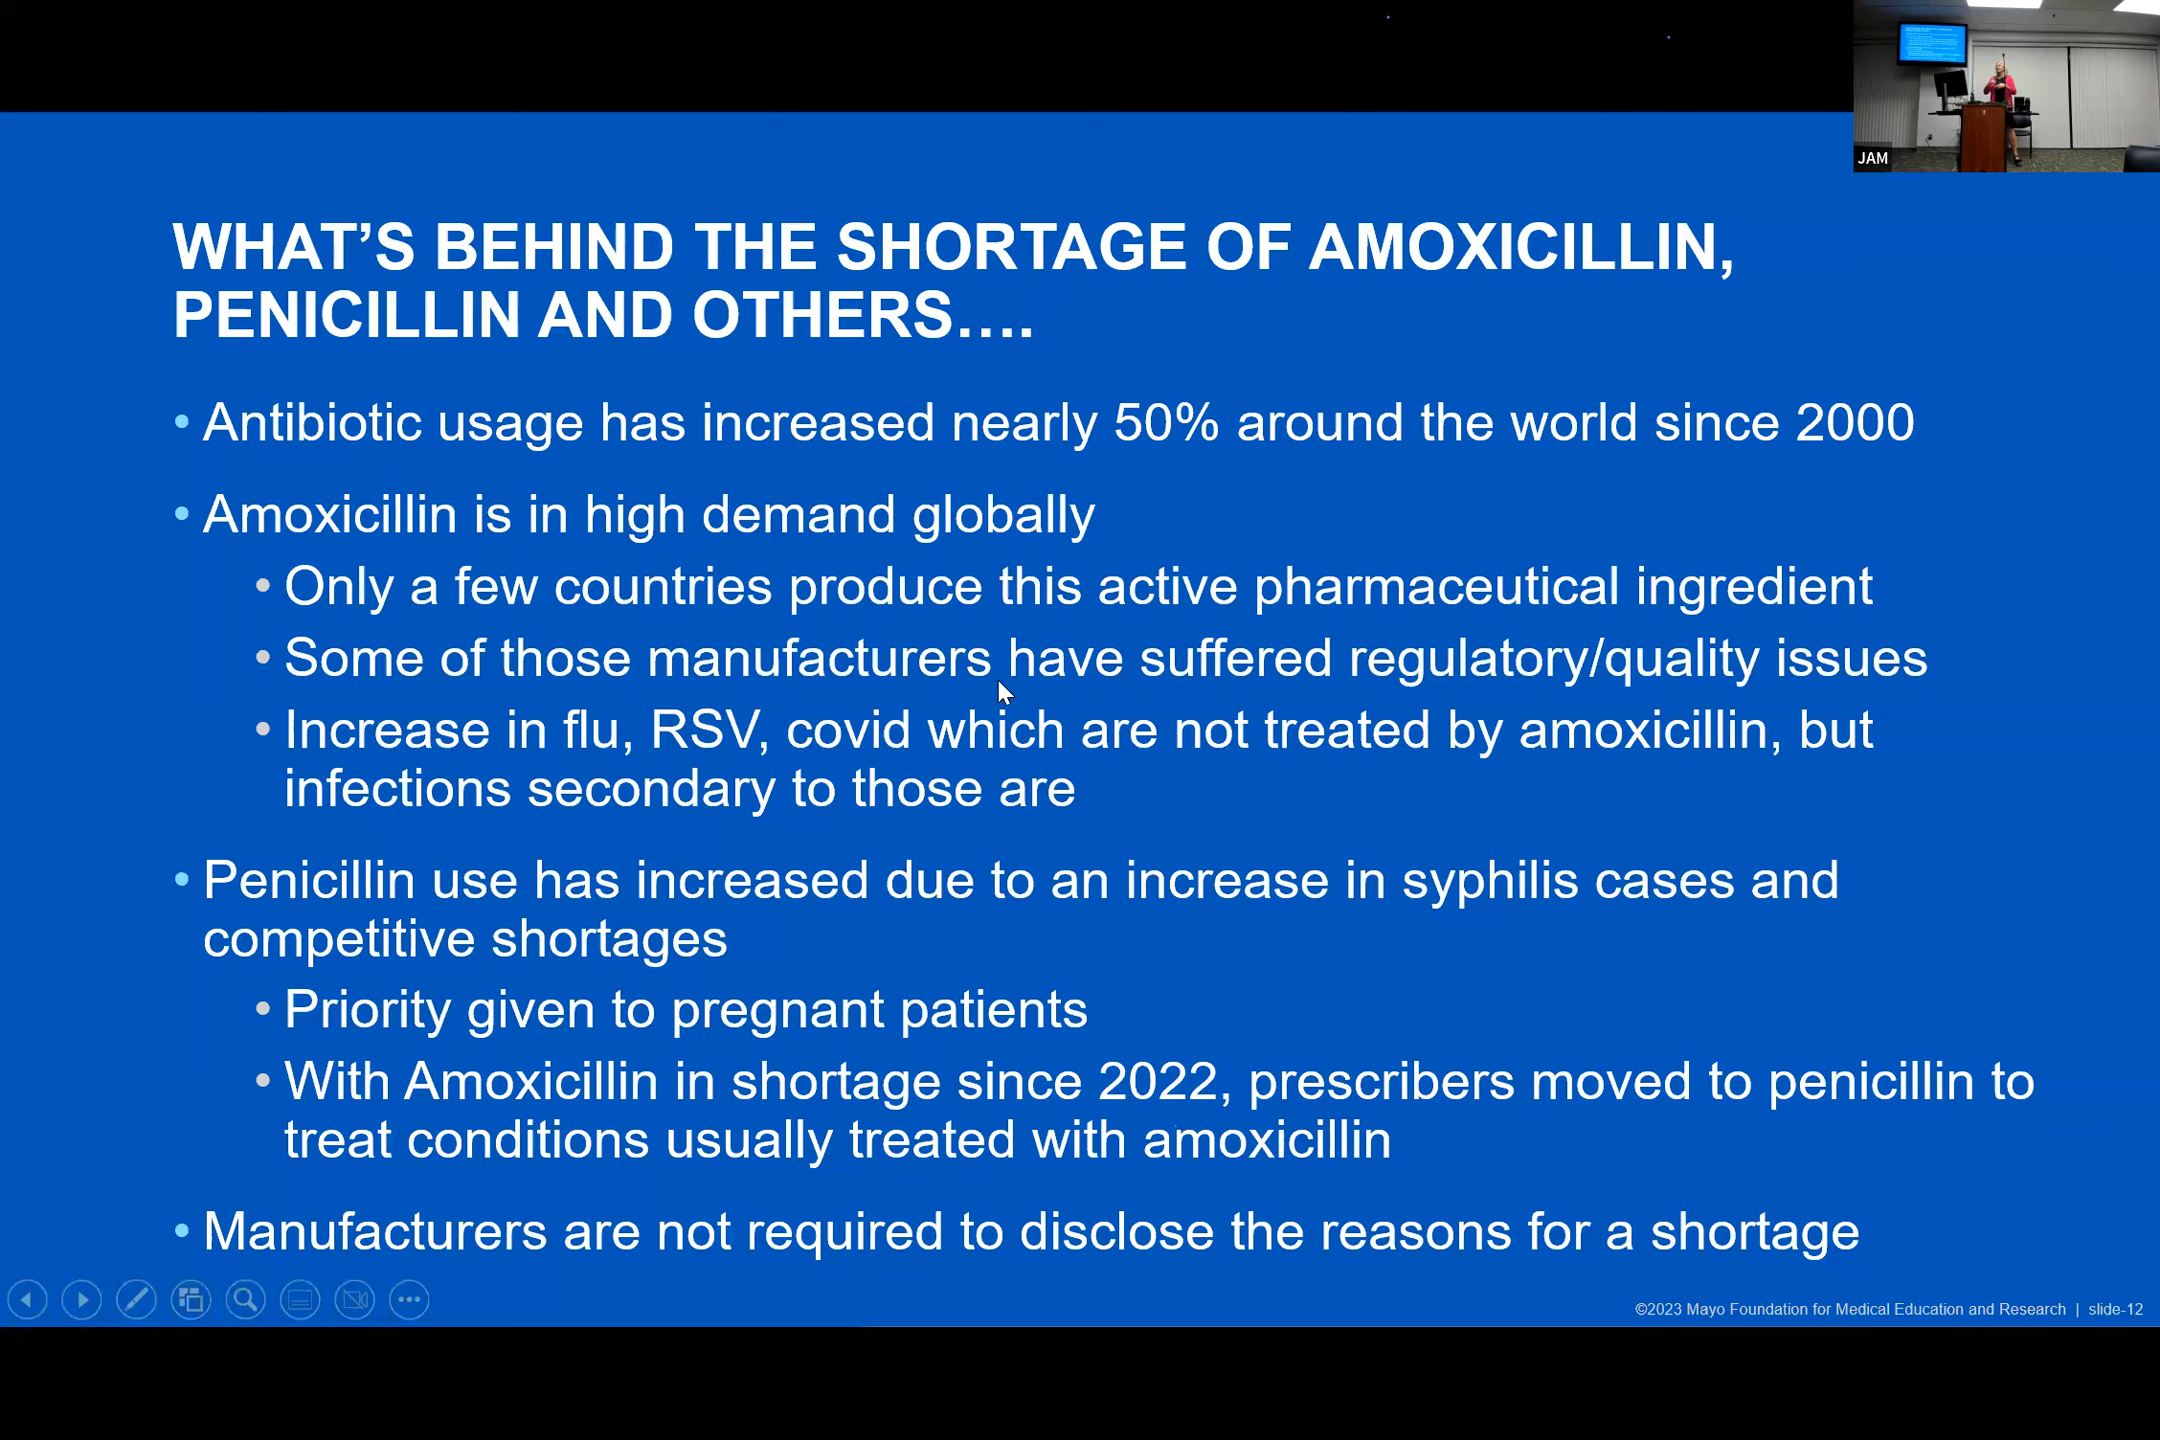 JAM
WHAT’S BEHIND THE SHORTAGE OF AMOXICILLIN,
PENICILLIN AND OTHERS….
• Antibiotic usage has increased nearly 50% around the world since 2000
• Amoxicillin is in high demand globally
• Only a few countries produce this active pharmaceutical ingredient
• Some of those manufacturers have suffered regulatory/quality issues
• Increase in flu, RSV, covid which are not treated by amoxicillin, but
infections secondary to those are
• Penicillin use has increased due to an increase in syphilis cases and
competitive shortages
• Priority given to pregnant patients
• With Amoxicillin in shortage since 2022, prescribers moved to penicillin to
treat conditions usually treated with amoxicillin
• Manufacturers are not required to disclose the reasons for a shortage
©2023 Mayo Foundation for Medical Education and Research | slide-12